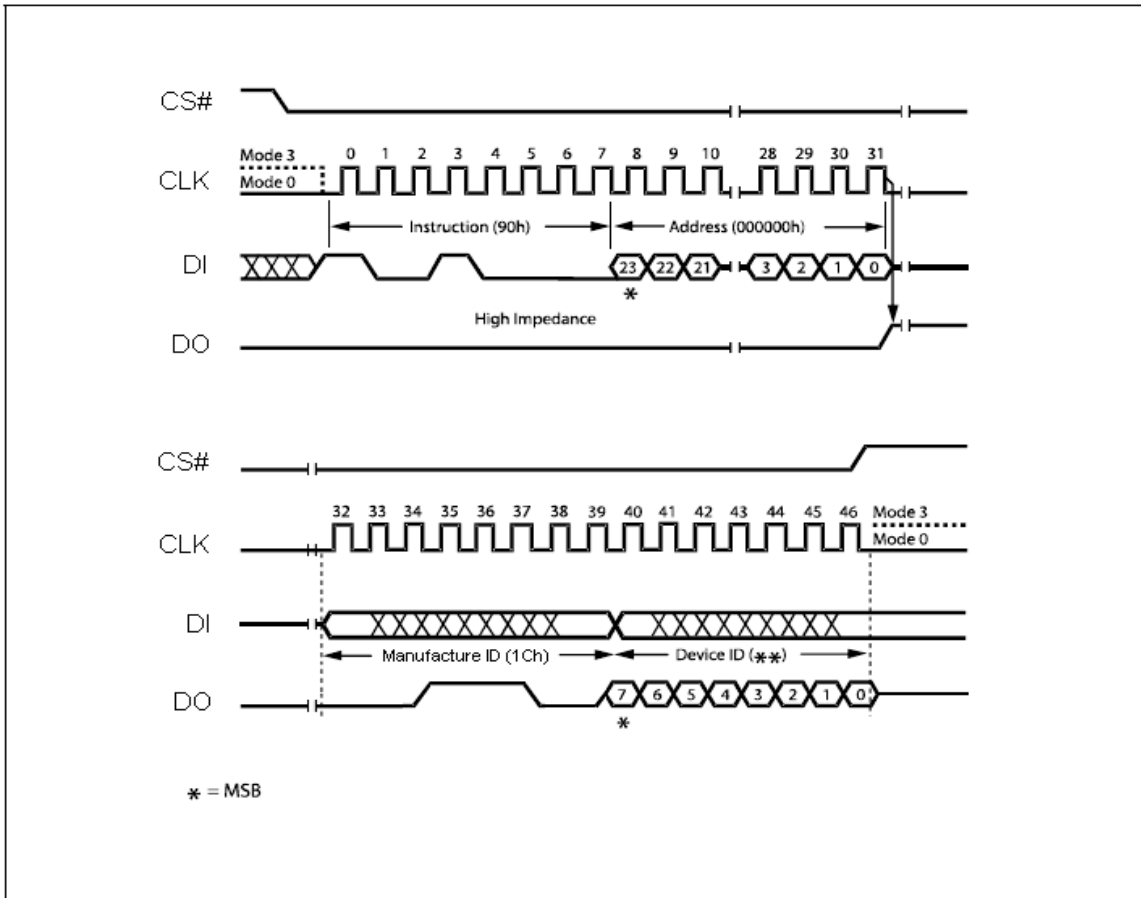 CS#
Mode 3
0 1 2 3 4 5 6 7 8 9 10 28 29 30 31
CLK
Mode 0
Instruction (90h) Address (000000h)
DI
23 22 21 3 2 1 0
*
High Impedance
DO
CS#
32 33 34 35 36 37 38 39 40 41 42 43 44 45 46 Mode 3
CLK
Mode 0
DI
Manufacture ID (1Ch) Device ID (**)
DO
7 6 5 4 3 2 1 0
*
* = MSB